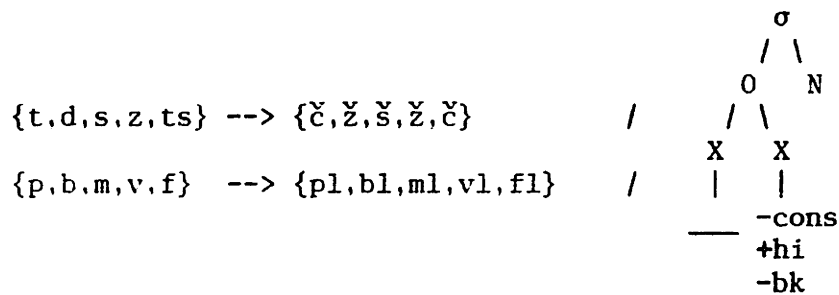 σ
/ \
O N
{t,d,s,z,ts} --> {č,ž,š,ž,č} / / \
X X
{p,b,m,v,f} --> {pl,bl,ml,vl,fl} / | |
___ -cons
+hi
-bk